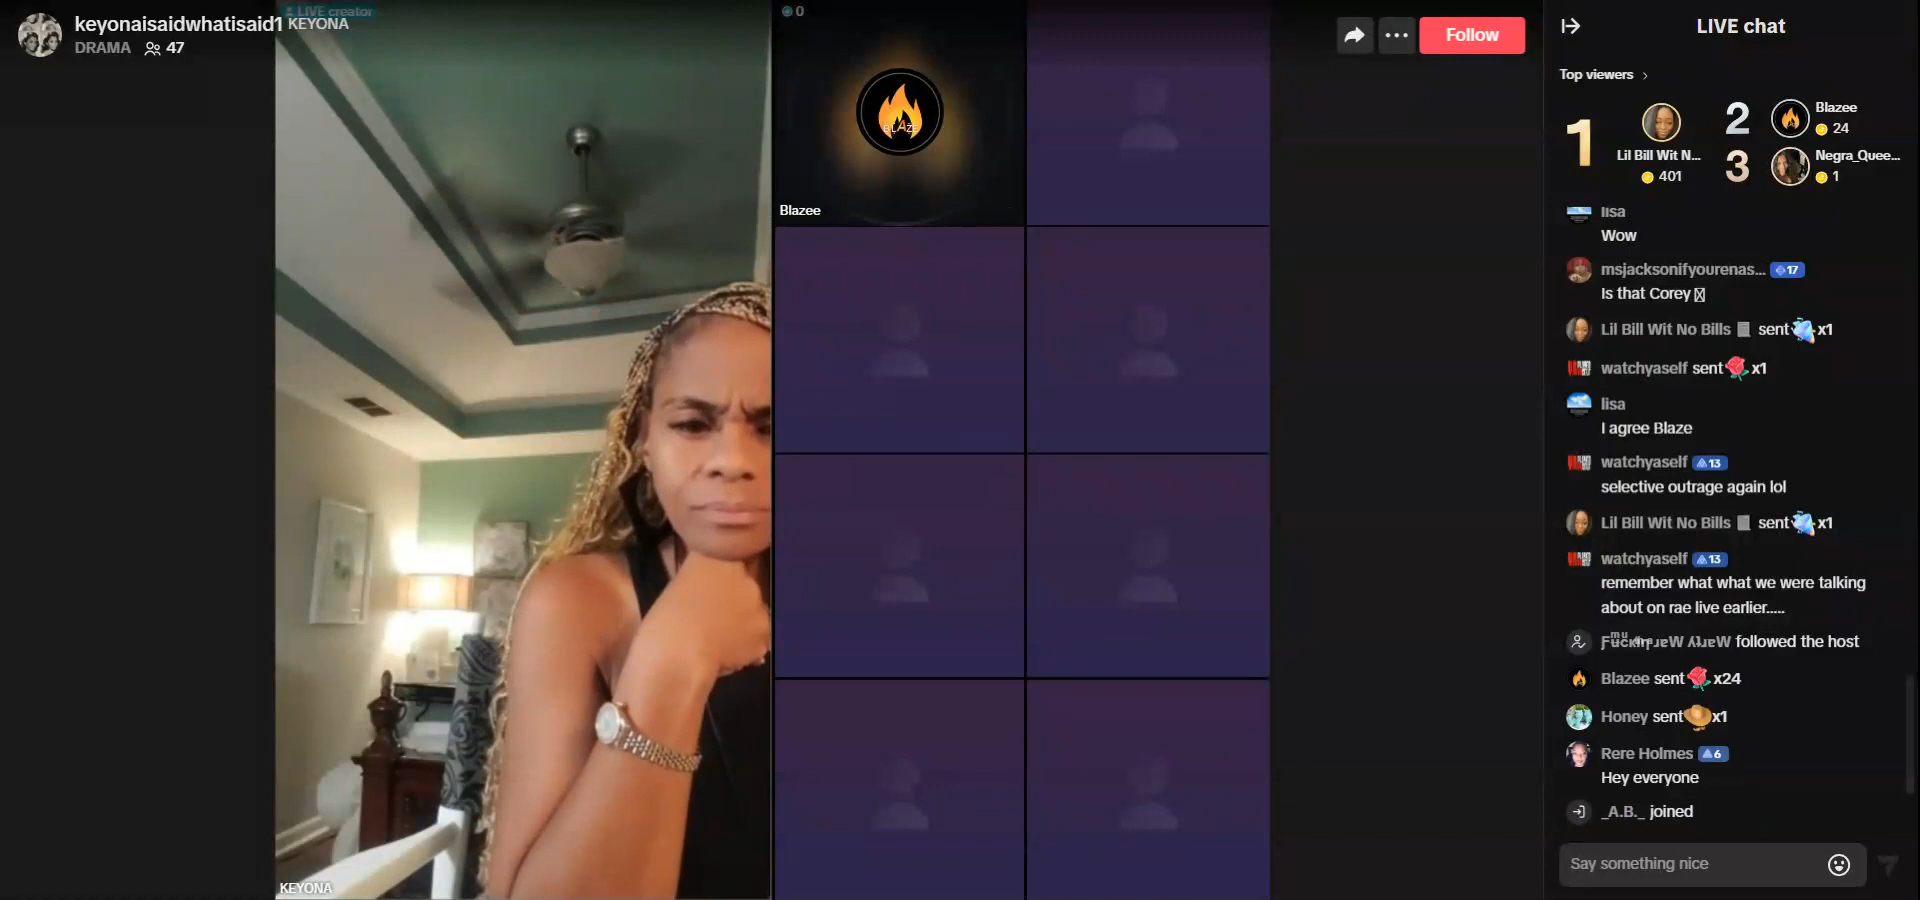 keyonaisaidwhatisaid1
DRAMA 47
LIVE creator
KEYONA
0
BLAZE
Blazee
KEYONA
Follow
LIVE chat
Top viewers
1
Lil Bill Wit N...
401
2
Blazee
24
3
Negra_Quee...
1
lisa
Wow
msjacksonifyourenas... 17
Is that Corey
Lil Bill Wit No Bills sent x1
watchyaself sent x1
lisa
I agree Blaze
watchyaself 13
selective outrage again lol
Lil Bill Wit No Bills sent x1
watchyaself 13
remember what what we were talking
about on rae live earlier.....
followed the host
Blazee sent x24
Honey sent x1
Rere Holmes 6
Hey everyone
_A.B._ joined
Say something nice